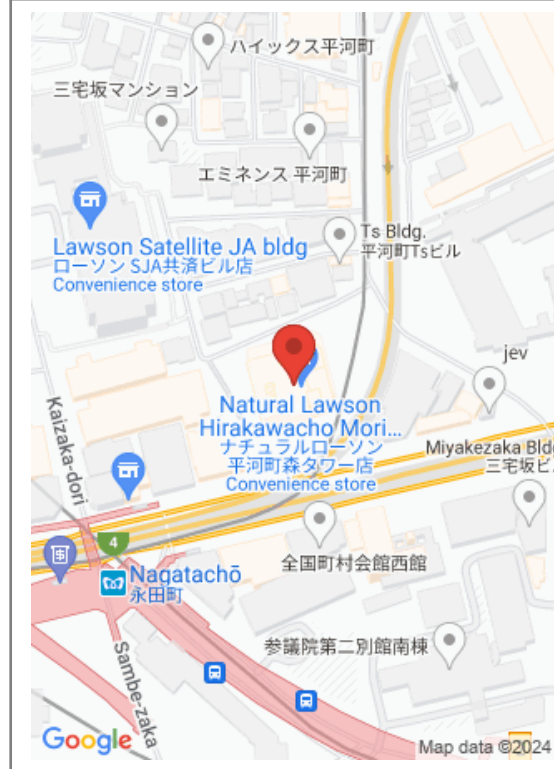 ハイックス平河町
三宅坂マンション
エミネンス 平河町
Ts Bldg.
平河町Tsビル
Lawson Satellite JA bldg
ローソン SJA共済ビル店
Convenience store
jev
Natural Lawson
Hirakawacho Mori...
ナチュラルローソン
平河町森タワー店
Convenience store
Kaizaka-dori
Miyakezaka Bld
三宅坂ビ
4
全国町村会館西館
Nagatachō
永田町
参議院第二別館南棟
Sambe-zaka
Google
Map data ©2024